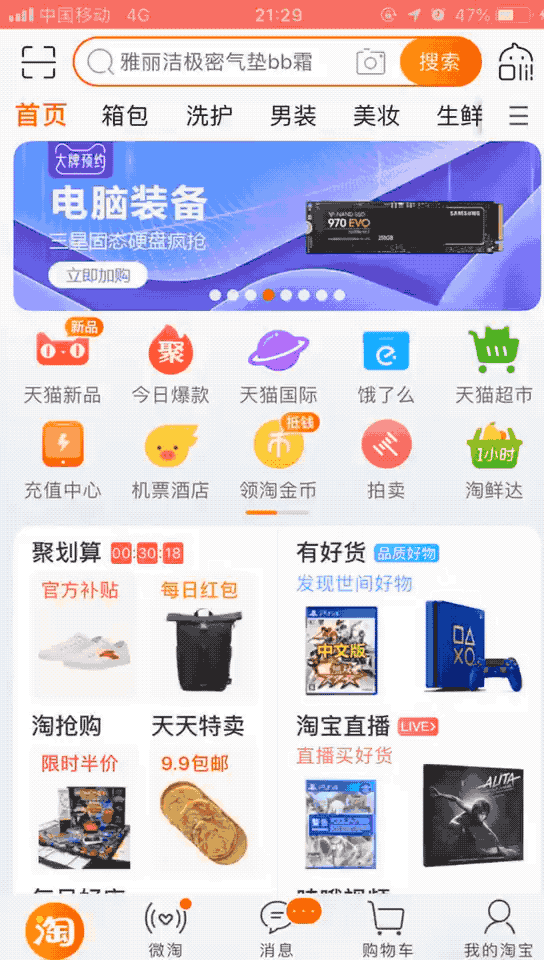 中国移动 4G 21:29 47%
雅丽洁极密气垫bb霜 搜索
首页 箱包 洗护 男装 美妆 生鲜
大牌预约
电脑装备
三星固态硬盘疯抢
立即加购
V-NAND SSD
970 EVO
SAMSUNG
新品
聚
天猫新品 今日爆款 天猫国际 饿了么 天猫超市
抵钱
币
1小时
充值中心 机票酒店 领淘金币 拍卖 淘鲜达
聚划算 00:30:18
官方补贴 每日红包
有好货 品质好物
发现世间好物
PS4
中文版
淘抢购 天天特卖
限时半价 9.9包邮
淘宝直播 LIVE>
直播买好货
PS4
警告
ALITA
淘
微淘 消息 购物车 我的淘宝